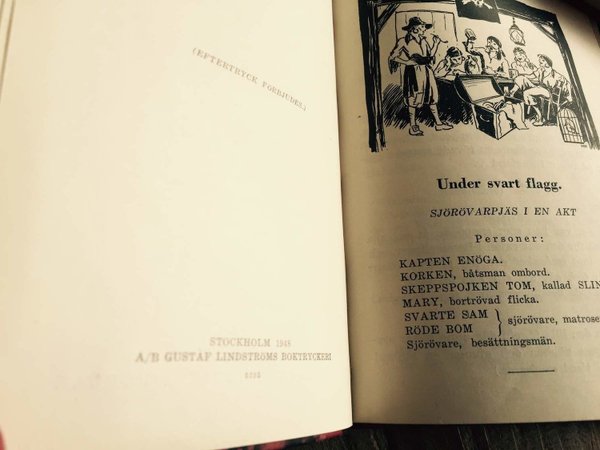 (EFTERTRYCK FÖRBJUDES.)
STOCKHOLM 1948
A/B GUSTAF LINDSTRÖMS BOKTRYCKERI
Under svart flagg.
SJÖRÖVARPJÄS I EN AKT
Personer:
KAPTEN ENÖGA.
KORKEN, båtsman ombord.
SKEPPSPOJKEN TOM, kallad SLIN
MARY, bortrövad flicka.
SVARTE SAM
RÖDE BOM
sjörövare, matrose
Sjörövare, besättningsmän.